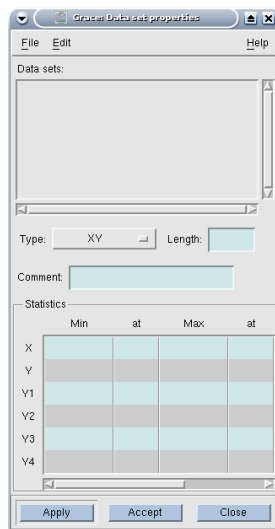 Grace: Data set properties
File Edit Help
Data sets:
Type: XY Length:
Comment:
Statistics
Min at Max at
X
Y
Y1
Y2
Y3
Y4
Apply Accept Close